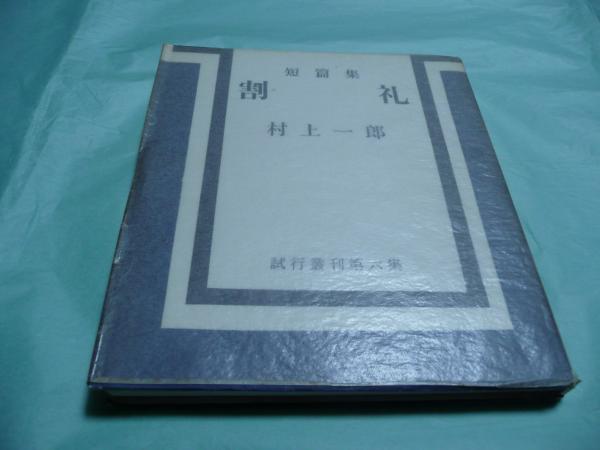 短篇集
割礼
村上一郎
試行叢刊第六集